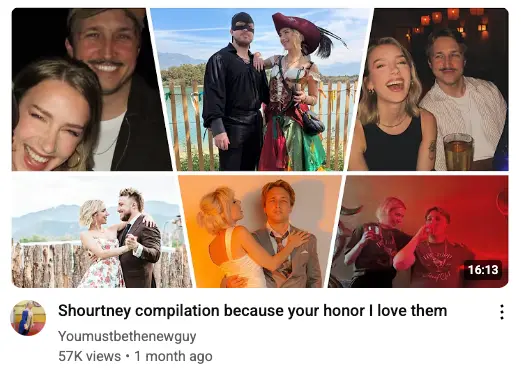 16:13
Shourtney compilation because your honor I love them
Youmustbethenewguy
57K views • 1 month ago